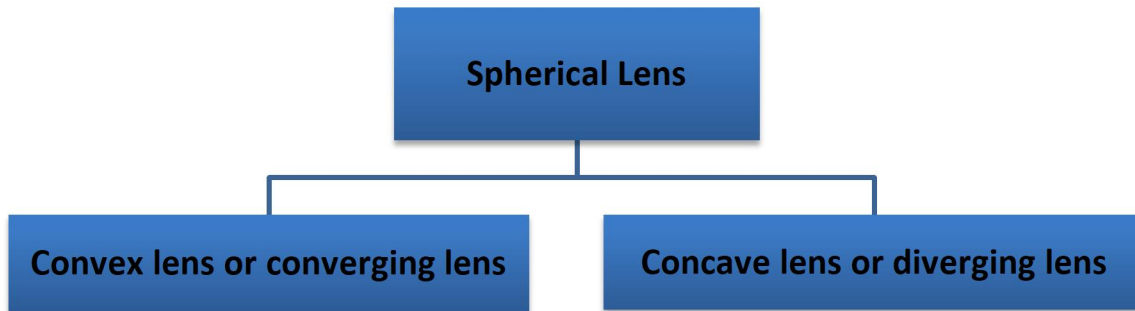 Spherical Lens
Convex lens or converging lens
Concave lens or diverging lens